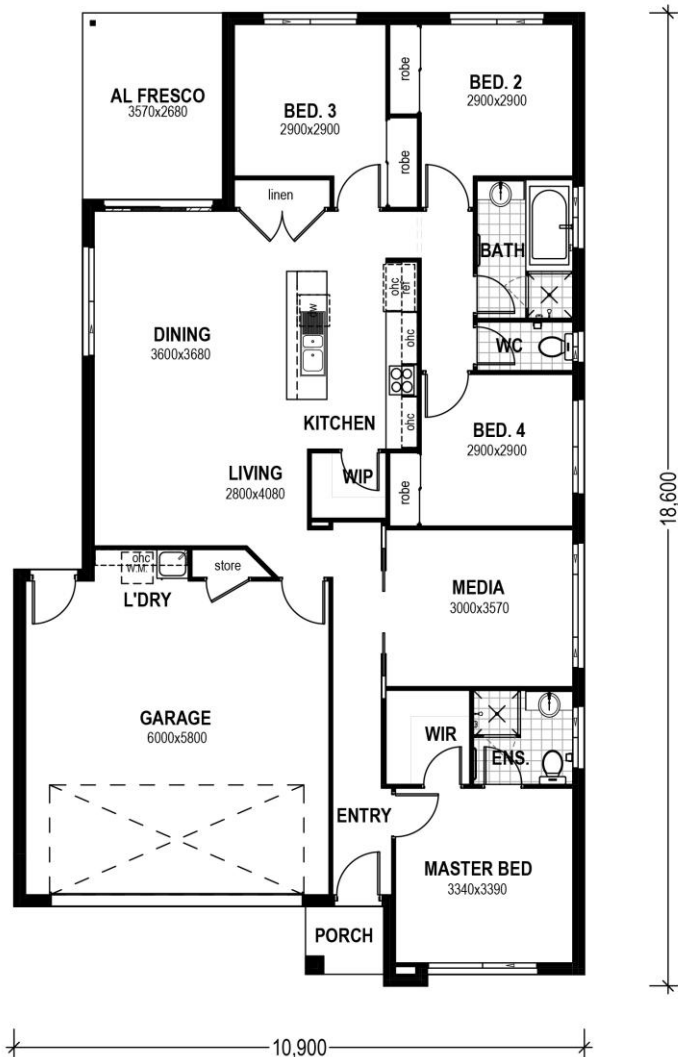 AL FRESCO
3570x2680
BED. 3
2900x2900
robe
BED. 2
2900x2900
robe
linen
BATH
DINING
3600x3680
DW
ohc
ref
ohc
WC
KITCHEN
ohc
BED. 4
2900x2900
LIVING
2800x4080
WIP
robe
18,600
ohc
W.M.
store
L'DRY
MEDIA
3000x3570
GARAGE
6000x5800
WIR
ENS.
ENTRY
MASTER BED
3340x3390
PORCH
10,900